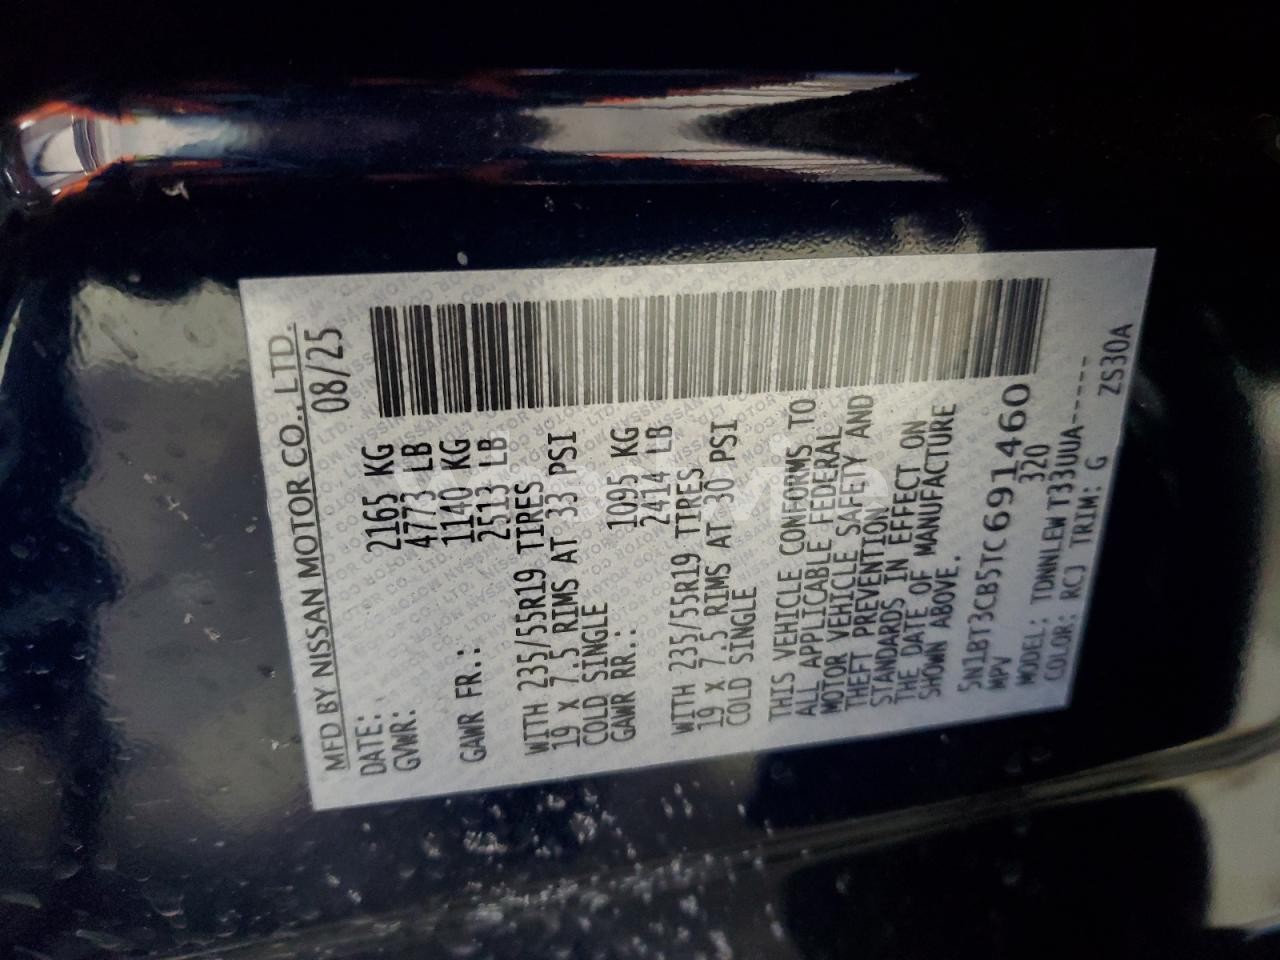 MFD BY NISSAN MOTOR CO., LTD.
DATE: 08/25
GVWR: 2165 KG
4773 LB
GAWR FR.: 1140 KG
2513 LB
WITH 235/55R19 TIRES
19 X 7.5 RIMS AT 33 PSI
COLD SINGLE
GAWR RR.: 1095 KG
2414 LB
WITH 235/55R19 TIRES
19 X 7.5 RIMS AT 30 PSI
COLD SINGLE
THIS VEHICLE CONFORMS TO
ALL APPLICABLE FEDERAL
MOTOR VEHICLE SAFETY AND
THEFT PREVENTION
STANDARDS IN EFFECT ON
THE DATE OF MANUFACTURE
SHOWN ABOVE.
5N1BT3CB5TC691460
MPV 320
MODEL: TDNNLEWT33UUA-----
COLOR: RCJ TRIM: G ZS30A